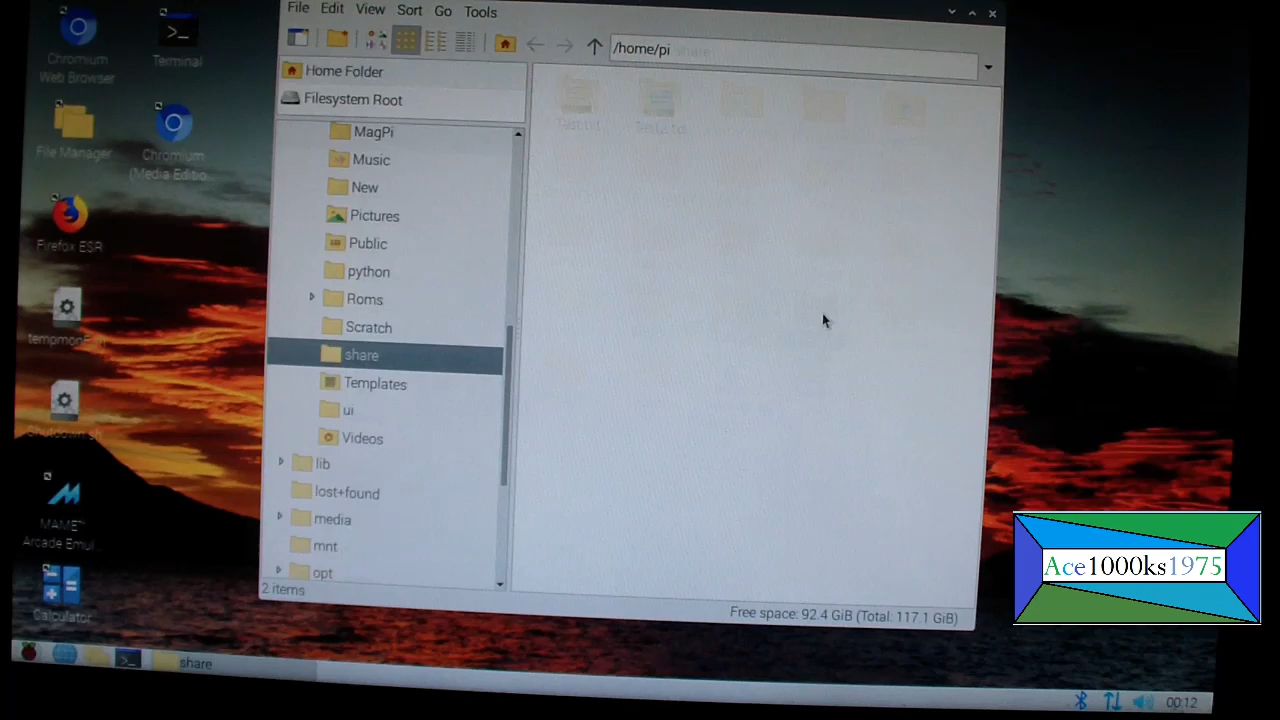 File Edit View Sort Go Tools
/home/pi
Home Folder
Filesystem Root
MagPi
Music
New
Pictures
Public
python
Roms
Scratch
share
Templates
ui
Videos
lib
lost+found
media
mnt
opt
2 items
Free space: 92.4 GiB (Total: 117.1 GiB)
Test.txt
Chromium
Web Browser
Terminal
File Manager
Chromium
(Media Editio...
Firefox ESR
MAME
Arcade Emul...
Calculator
share
00:12
Ace1000ks1975